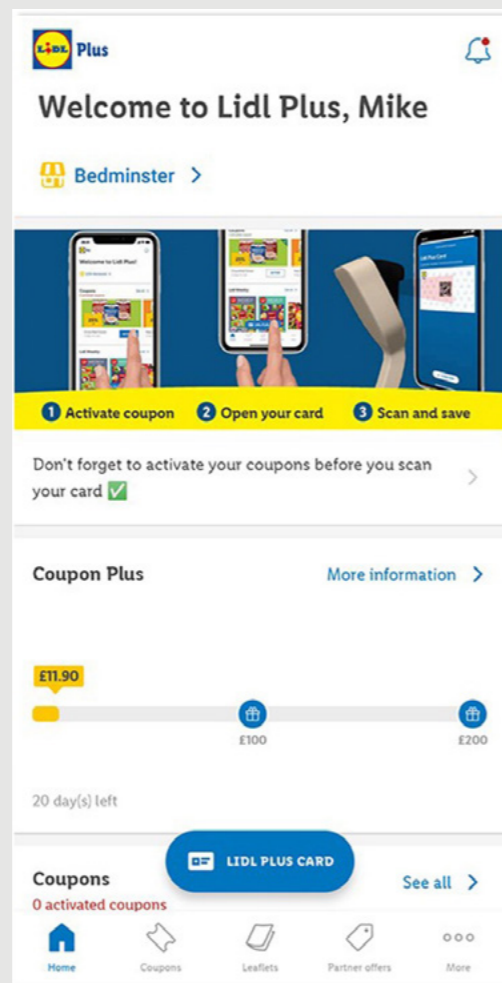 LiDL Plus
Welcome to Lidl Plus, Mike
Bedminster
1 Activate coupon 2 Open your card 3 Scan and save
Don't forget to activate your coupons before you scan
your card ✅
Coupon Plus More information
£11.90
£100 £200
20 day(s) left
LIDL PLUS CARD
Coupons See all
0 activated coupons
Home Coupons Leaflets Partner offers More